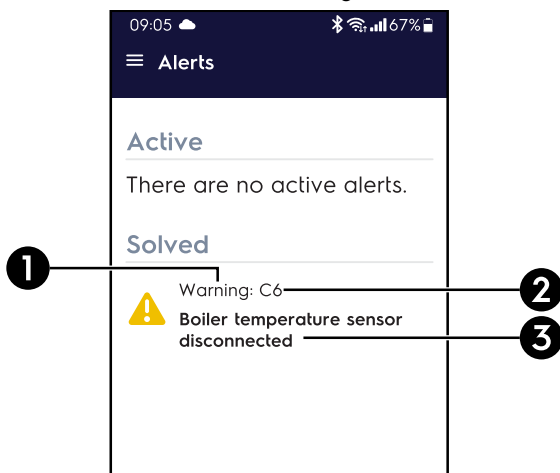 09:05 67%
Alerts
Active
There are no active alerts.
Solved
1
Warning: C6
2
Boiler temperature sensor
disconnected
3